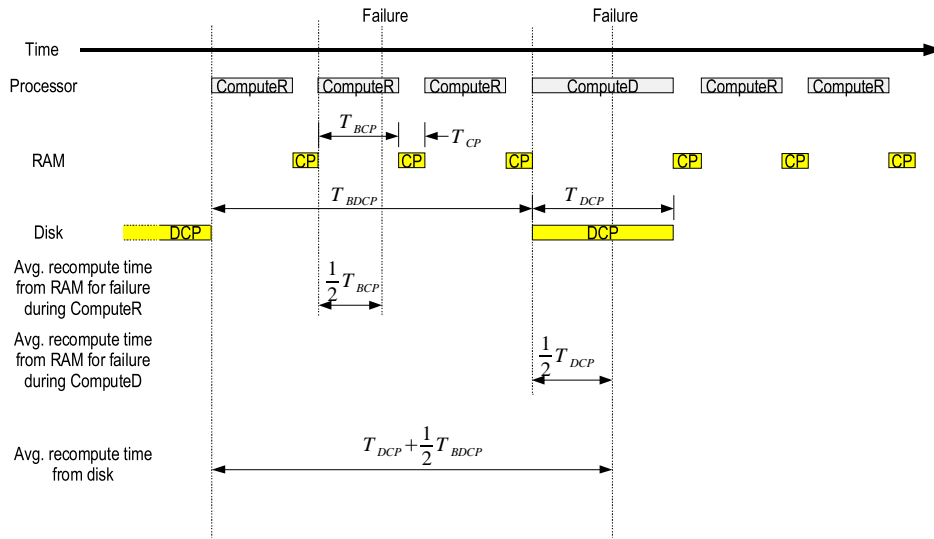 Failure
Failure
Time
Processor
ComputeR
ComputeR
ComputeR
ComputeD
ComputeR
ComputeR
T_BCP
T_CP
RAM
CP
CP
CP
CP
CP
CP
T_BDCP
T_DCP
Disk
DCP
DCP
Avg. recompute time
from RAM for failure
during ComputeR
1/2 T_BCP
Avg. recompute time
from RAM for failure
during ComputeD
1/2 T_DCP
Avg. recompute time
from disk
T_DCP + 1/2 T_BDCP